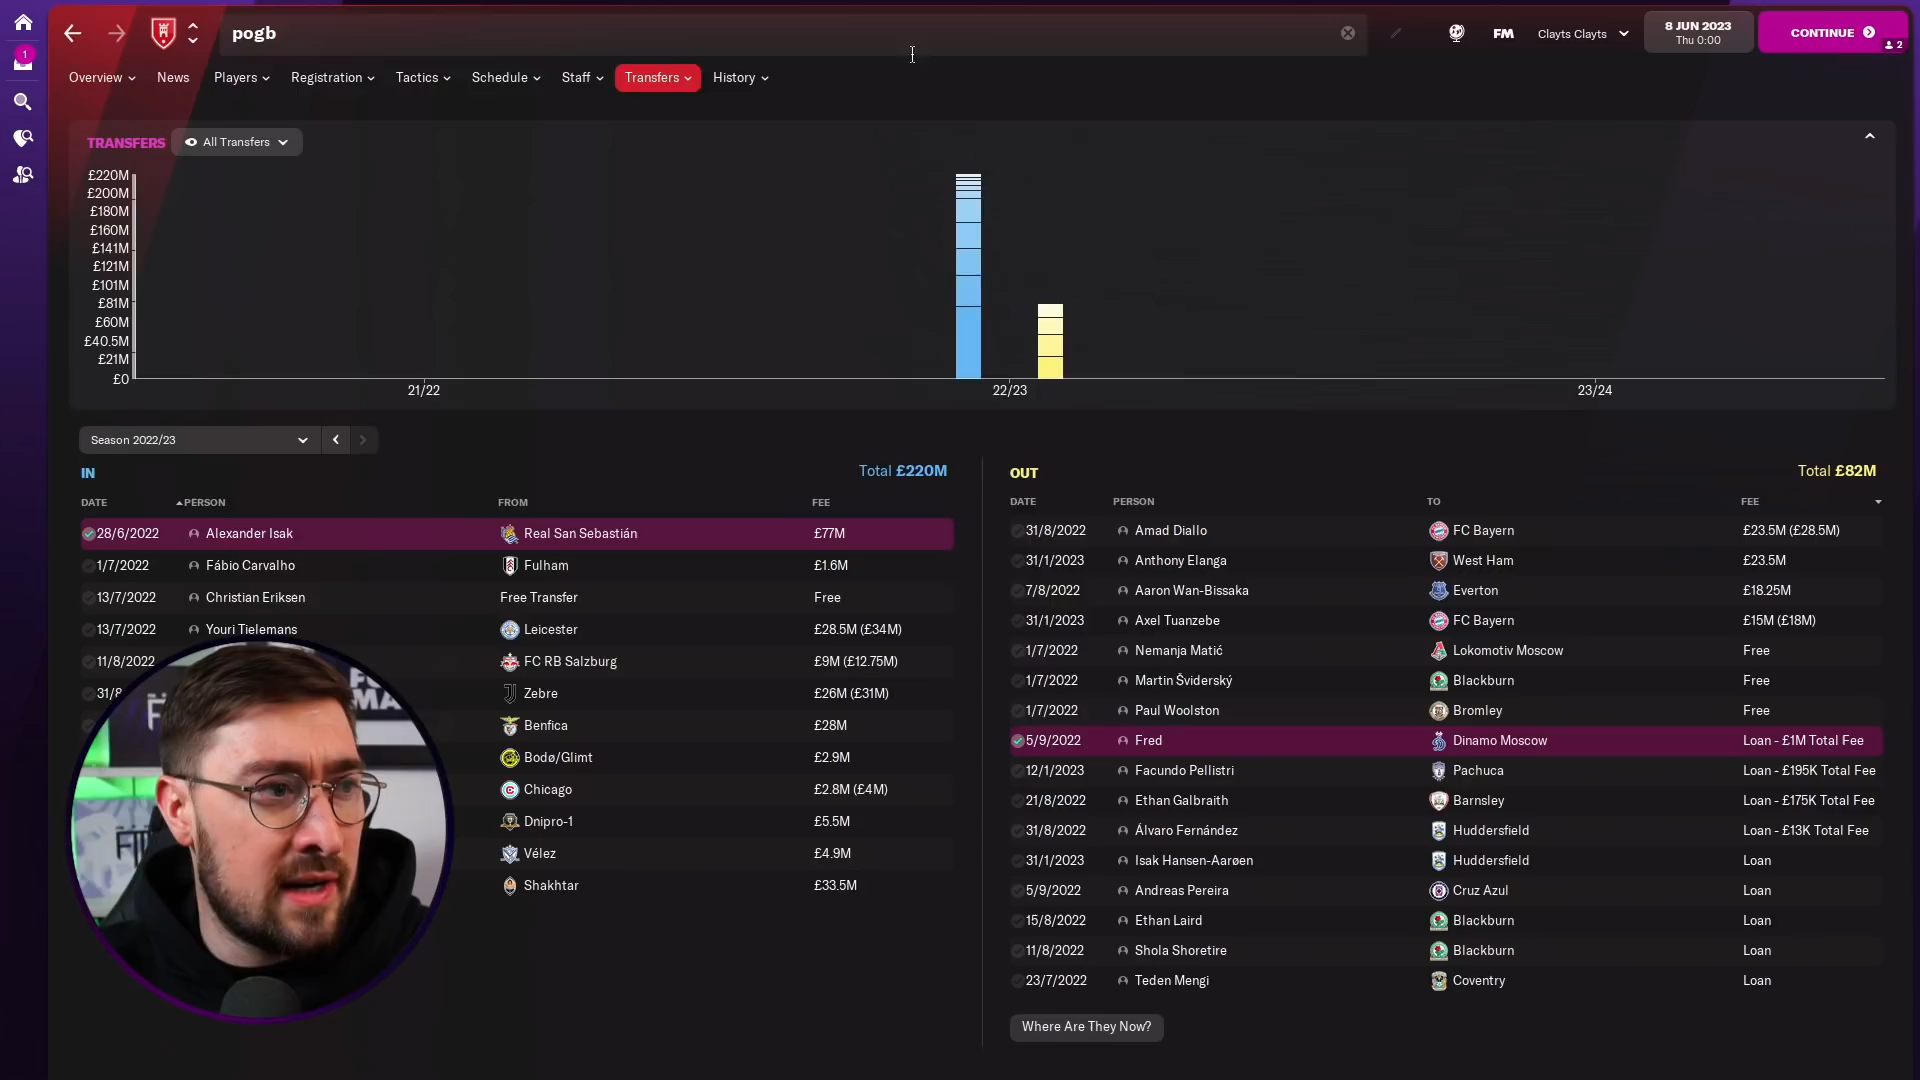 pogb
1
FM
Clayts Clayts
8 JUN 2023
Thu 0:00
CONTINUE
2
Overview
News
Players
Registration
Tactics
Schedule
Staff
Transfers
History
TRANSFERS
All Transfers
£220M
£200M
£180M
£160M
£141M
£121M
£101M
£81M
£60M
£40.5M
£21M
£0
21/22
22/23
23/24
Season 2022/23
IN
Total £220M
DATE PERSON FROM FEE
28/6/2022 Alexander Isak Real San Sebastián £77M
1/7/2022 Fábio Carvalho Fulham £1.6M
13/7/2022 Christian Eriksen Free Transfer Free
13/7/2022 Youri Tielemans Leicester £28.5M (£34M)
11/8/2022 FC RB Salzburg £9M (£12.75M)
31/8 Zebre £26M (£31M)
Benfica £28M
Bodø/Glimt £2.9M
Chicago £2.8M (£4M)
Dnipro-1 £5.5M
Vélez £4.9M
Shakhtar £33.5M
OUT
Total £82M
DATE PERSON TO FEE
31/8/2022 Amad Diallo FC Bayern £23.5M (£28.5M)
31/1/2023 Anthony Elanga West Ham £23.5M
7/8/2022 Aaron Wan-Bissaka Everton £18.25M
31/1/2023 Axel Tuanzebe FC Bayern £15M (£18M)
1/7/2022 Nemanja Matić Lokomotiv Moscow Free
1/7/2022 Martin Šviderský Blackburn Free
1/7/2022 Paul Woolston Bromley Free
5/9/2022 Fred Dinamo Moscow Loan - £1M Total Fee
12/1/2023 Facundo Pellistri Pachuca Loan - £195K Total Fee
21/8/2022 Ethan Galbraith Barnsley Loan - £175K Total Fee
31/8/2022 Álvaro Fernández Huddersfield Loan - £13K Total Fee
31/1/2023 Isak Hansen-Aarøen Huddersfield Loan
5/9/2022 Andreas Pereira Cruz Azul Loan
15/8/2022 Ethan Laird Blackburn Loan
11/8/2022 Shola Shoretire Blackburn Loan
23/7/2022 Teden Mengi Coventry Loan
Where Are They Now?